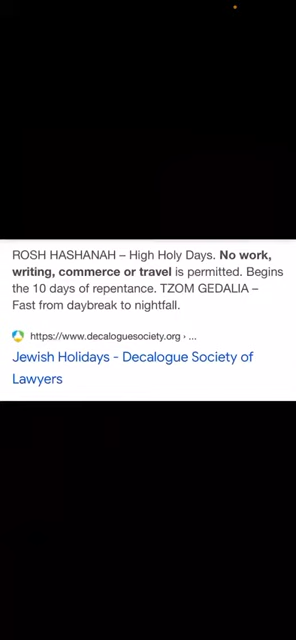 ROSH HASHANAH – High Holy Days. No work,
writing, commerce or travel is permitted. Begins
the 10 days of repentance. TZOM GEDALIA –
Fast from daybreak to nightfall.
https://www.decaloguesociety.org › ...
Jewish Holidays - Decalogue Society of
Lawyers